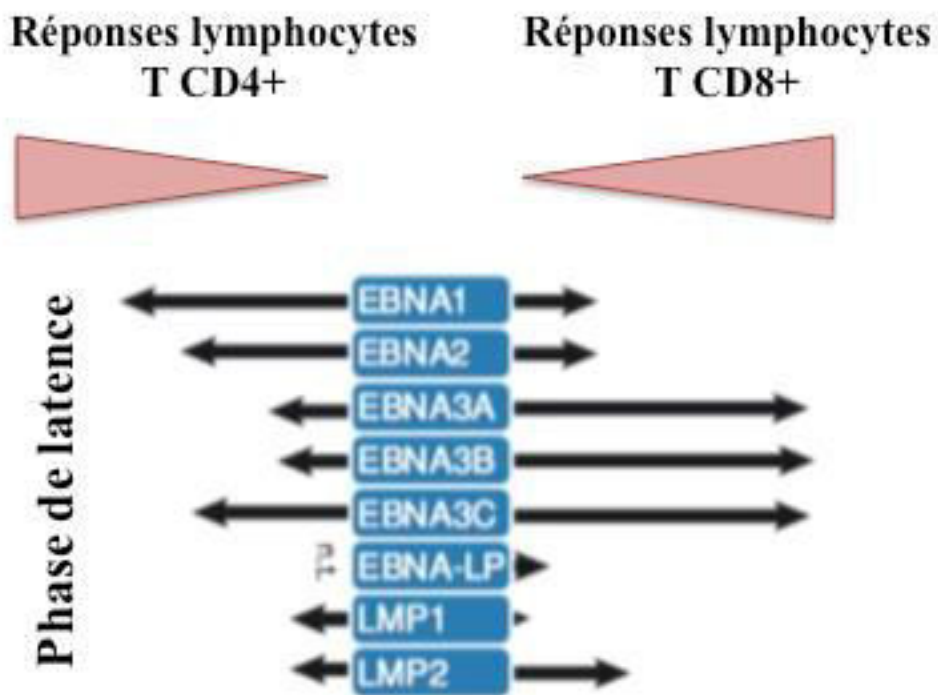 Réponses lymphocytes
T CD4+
Réponses lymphocytes
T CD8+
Phase de latence
EBNA1
EBNA2
EBNA3A
EBNA3B
EBNA3C
EBNA-LP
LMP1
LMP2